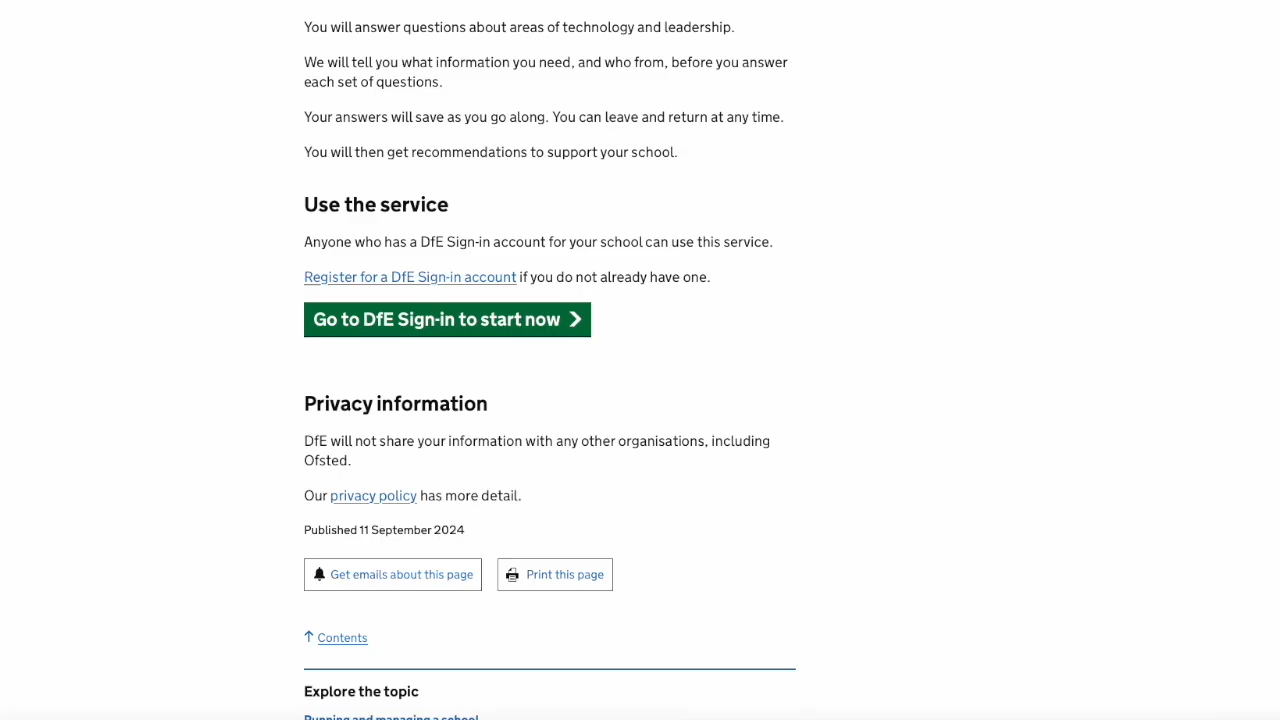 You will answer questions about areas of technology and leadership.
We will tell you what information you need, and who from, before you answer
each set of questions.
Your answers will save as you go along. You can leave and return at any time.
You will then get recommendations to support your school.
Use the service
Anyone who has a DfE Sign-in account for your school can use this service.
Register for a DfE Sign-in account if you do not already have one.
Go to DfE Sign-in to start now
Privacy information
DfE will not share your information with any other organisations, including
Ofsted.
Our privacy policy has more detail.
Published 11 September 2024
Get emails about this page Print this page
Contents
Explore the topic
Running and managing a school